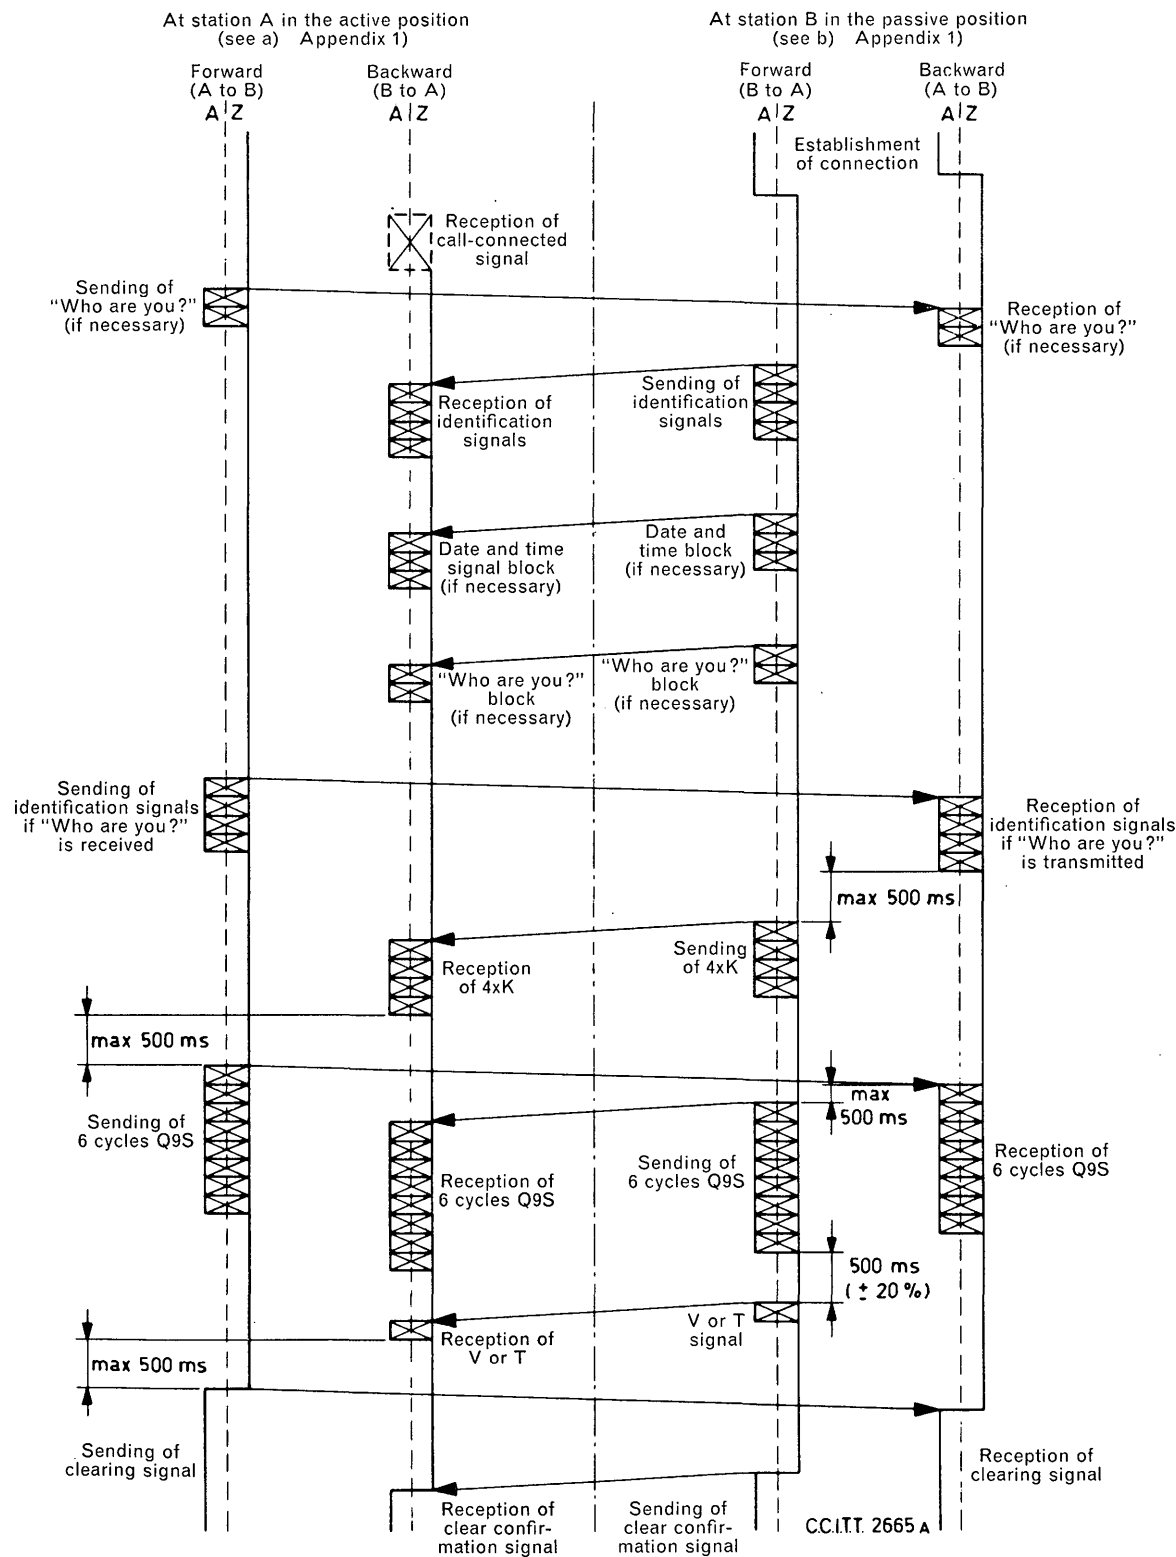 At station A in the active position
(see a) Appendix 1)
At station B in the passive position
(see b) Appendix 1)
Forward
(A to B)
A Z
Backward
(B to A)
A Z
Forward
(B to A)
A Z
Backward
(A to B)
A Z
Establishment
of connection
Reception of
call-connected
signal
Sending of
"Who are you?"
(if necessary)
Reception of
"Who are you?"
(if necessary)
Reception of
identification
signals
Sending of
identification
signals
Date and time
signal block
(if necessary)
Date and
time block
(if necessary)
"Who are you?"
block
(if necessary)
"Who are you?"
block
(if necessary)
Sending of
identification signals
if "Who are you?"
is received
Reception of
identification signals
if "Who are you?"
is transmitted
max 500 ms
Reception
of 4xK
Sending
of 4xK
max 500 ms
max
500 ms
Sending of
6 cycles Q9S
Reception of
6 cycles Q9S
Sending of
6 cycles Q9S
Reception of
6 cycles Q9S
500 ms
(± 20%)
Reception of
V or T
V or T
signal
max 500 ms
Sending of
clearing signal
Reception of
clearing signal
Reception of
clear confir-
mation signal
Sending of
clear confir-
mation signal
C.C.I.T.T. 2665 A